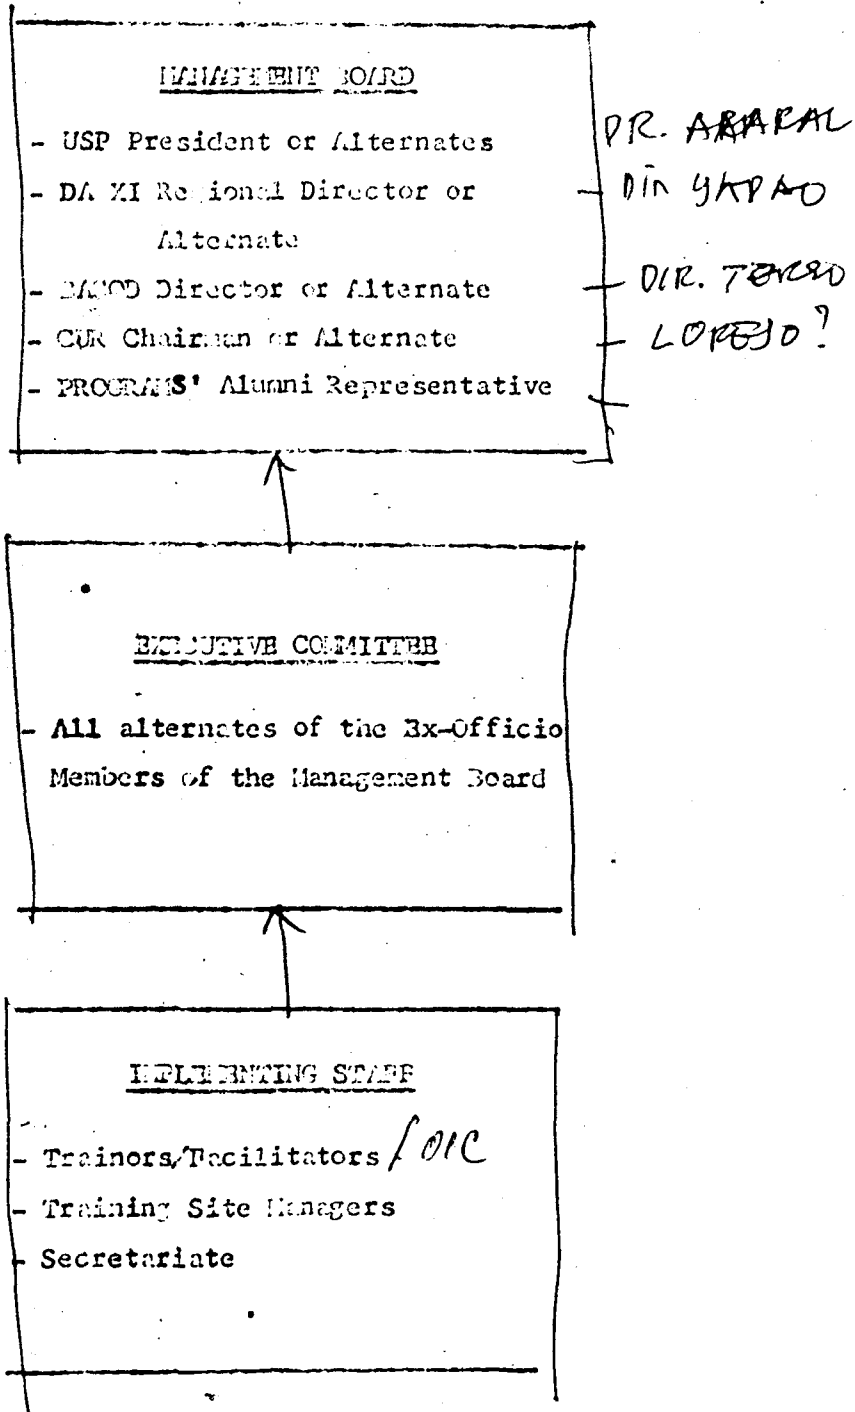 MANAGEMENT BOARD
- USP President or Alternates
DR. ARARAL
- DA XI Regional Director or
- DIR YAPAO
Alternate
- Director or Alternate
- DIR. TERSO
- CUR Chairman or Alternate
- LOREJO?
- PROGRAMS' Alumni Representative
-
EXECUTIVE COMMITTEE
- All alternates of the Ex-Officio
Members of the Management Board
IMPLEMENTING STAFF
- Trainors/Facilitators / OIC
- Training Site Managers
- Secretariate